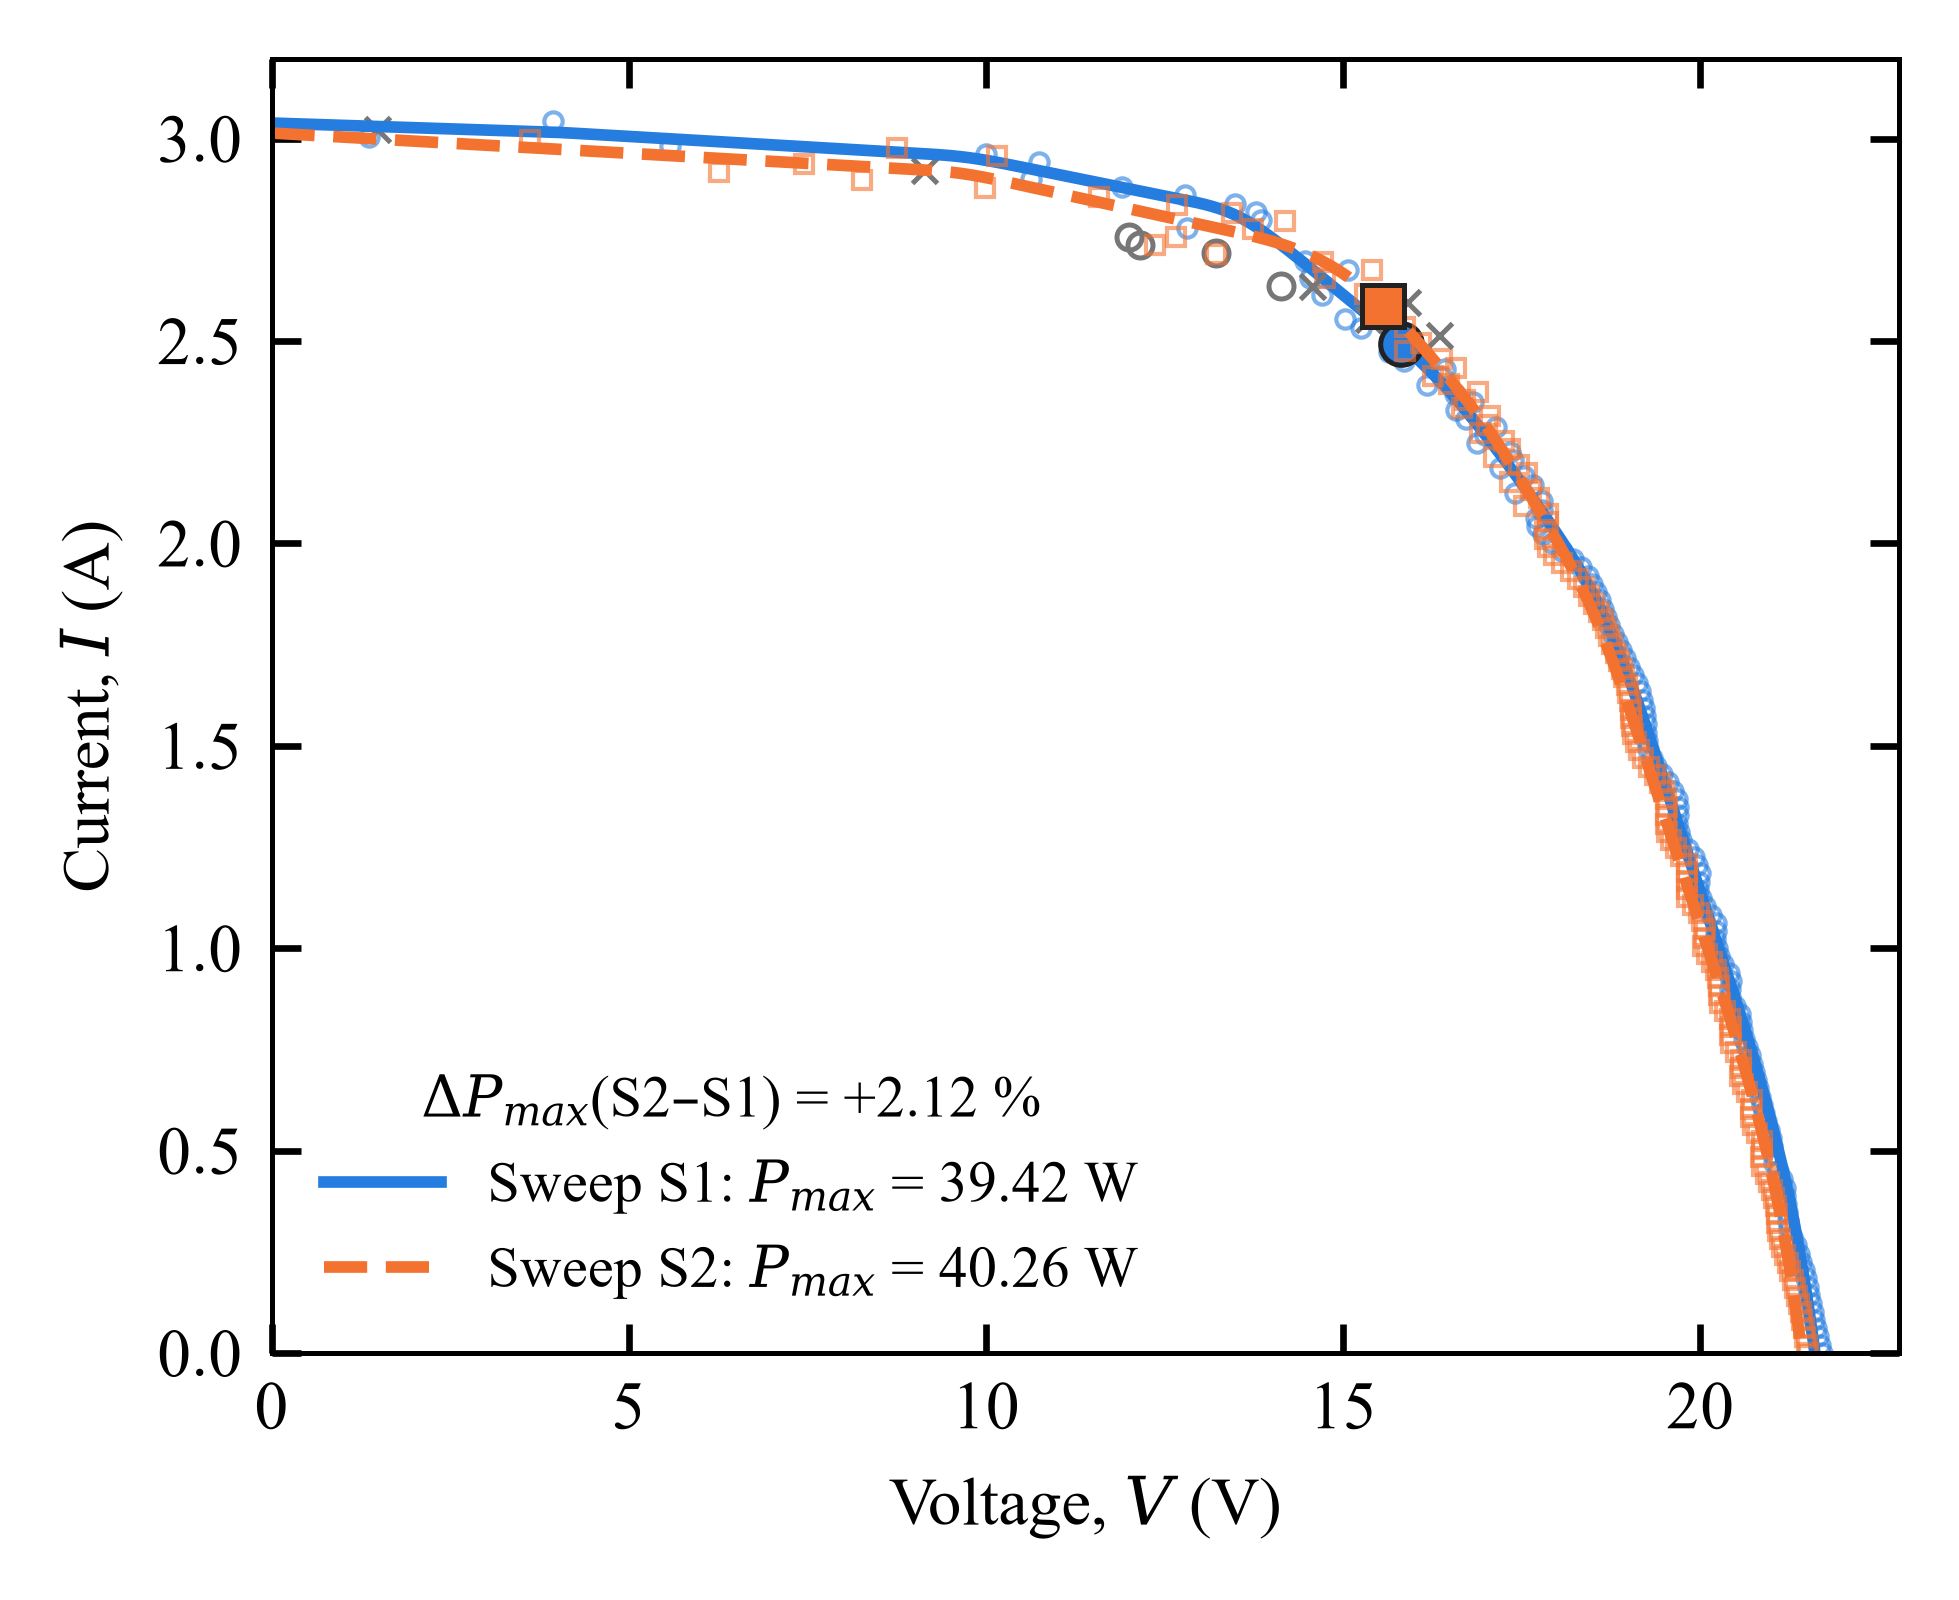 3.0
2.5
2.0
1.5
1.0
0.5
0.0
Current, I (A)
ΔPmax(S2−S1) = +2.12 %
Sweep S1: Pmax = 39.42 W
Sweep S2: Pmax = 40.26 W
0 5 10 15 20
Voltage, V (V)